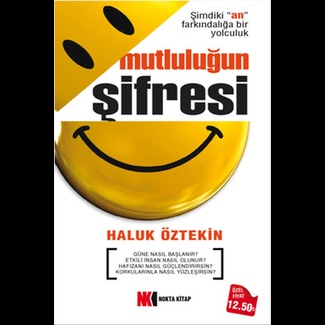 Şimdiki "an"
farkındalığa bir
yolculuk
mutluluğun
şifresi
HALUK ÖZTEKİN
GÜNE NASIL BAŞLANIR?
ETKİLİ İNSAN NASIL OLUNUR?
HAFIZANI NASIL GÜÇLENDİRİRSİN?
KORKULARINLA NASIL YÜZLEŞİRSİN?
NK NOKTA KİTAP
ÖZEL
FİYAT
12.50